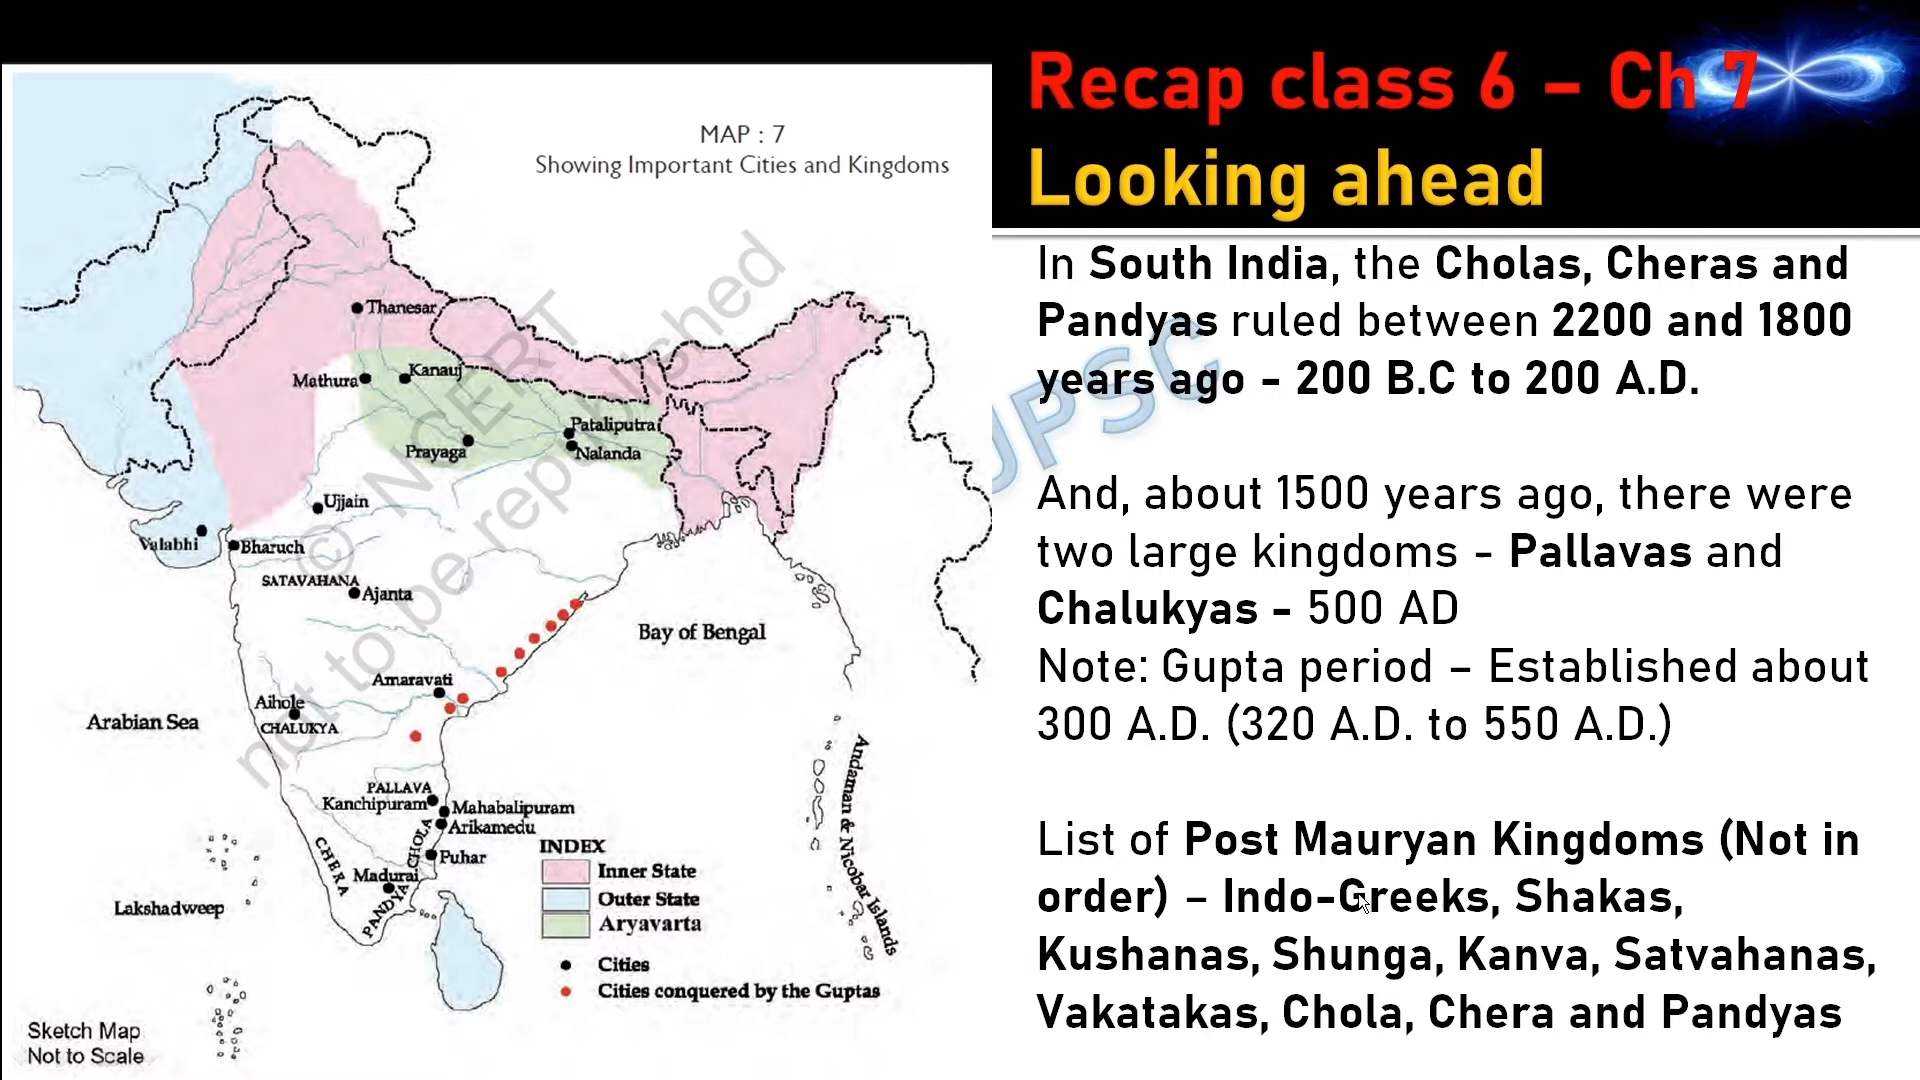 MAP : 7
Showing Important Cities and Kingdoms
Thanesar
Mathura
Kanauj
Pataliputra
Prayaga
Nalanda
Ujjain
Valabhi
Bharuch
SATAVAHANA
Ajanta
Bay of Bengal
Amaravati
Aihole
CHALUKYA
Arabian Sea
PALLAVA
Kanchipuram
Mahabalipuram
Arikamedu
CHOLA
Puhar
CHERA
Madurai
PANDYA
Lakshadweep
Andaman & Nicobar Islands
INDEX
Inner State
Outer State
Aryavarta
Cities
Cities conquered by the Guptas
Sketch Map
Not to Scale
© NCERT
not to be republished
Recap class 6 – Ch 7
Looking ahead
In South India, the Cholas, Cheras and
Pandyas ruled between 2200 and 1800
years ago - 200 B.C to 200 A.D.
And, about 1500 years ago, there were
two large kingdoms - Pallavas and
Chalukyas - 500 AD
Note: Gupta period – Established about
300 A.D. (320 A.D. to 550 A.D.)
List of Post Mauryan Kingdoms (Not in
order) – Indo-Greeks, Shakas,
Kushanas, Shunga, Kanva, Satvahanas,
Vakatakas, Chola, Chera and Pandyas
UPSC